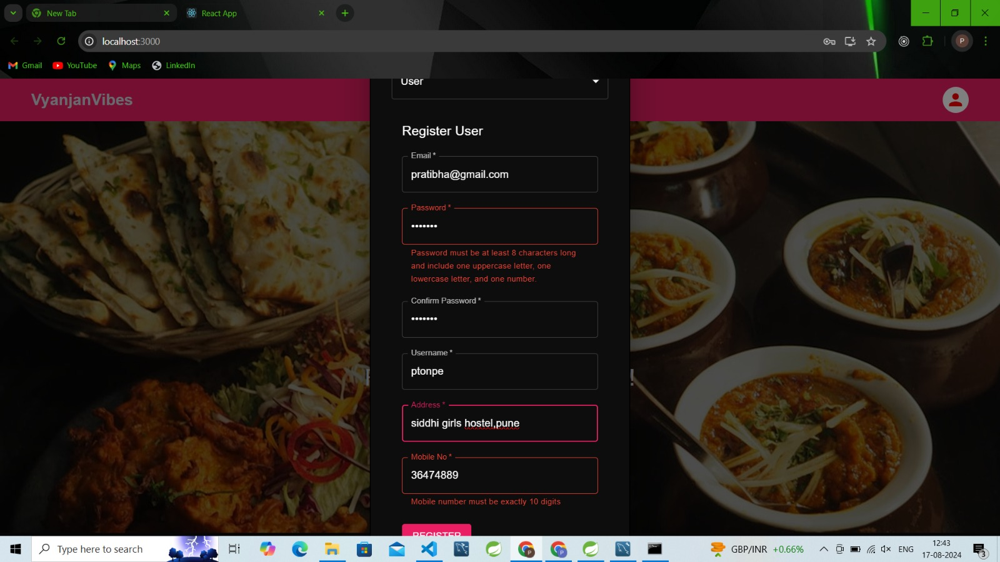 New Tab
React App
localhost:3000
P
Gmail
YouTube
Maps
LinkedIn
VyanjanVibes
User
Register User
Email *
pratibha@gmail.com
Password *
•••••••
Password must be at least 8 characters long
and include one uppercase letter, one
lowercase letter, and one number.
Confirm Password *
•••••••
Username *
ptonpe
!
Address *
siddhi girls hostel,pune
Mobile No *
36474889
Mobile number must be exactly 10 digits
REGISTER
Type here to search
GBP/INR +0.66%
ENG
12:43
17-08-2024
3